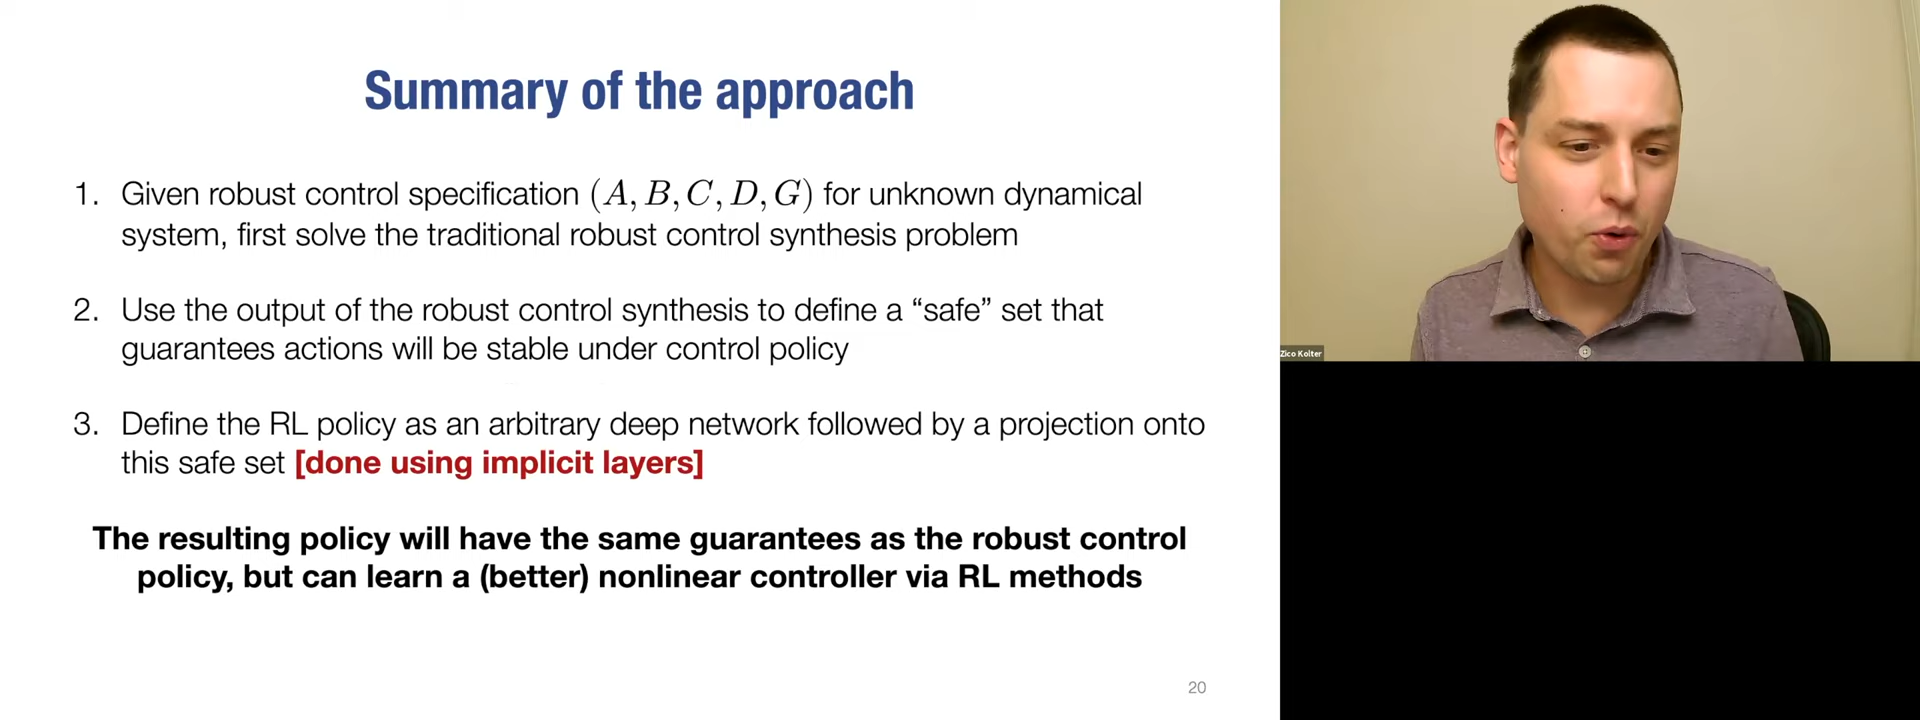 Summary of the approach
1. Given robust control specification (A, B, C, D, G) for unknown dynamical
system, first solve the traditional robust control synthesis problem
2. Use the output of the robust control synthesis to define a “safe” set that
guarantees actions will be stable under control policy
3. Define the RL policy as an arbitrary deep network followed by a projection onto
this safe set [done using implicit layers]
The resulting policy will have the same guarantees as the robust control
policy, but can learn a (better) nonlinear controller via RL methods
20
Zico Kolter